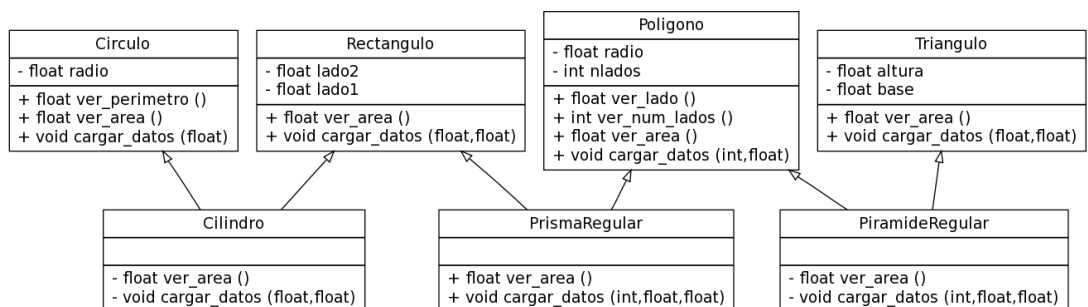 Circulo
- float radio
+ float ver_perimetro ()
+ float ver_area ()
+ void cargar_datos (float)
Rectangulo
- float lado2
- float lado1
+ float ver_area ()
+ void cargar_datos (float,float)
Poligono
- float radio
- int nlados
+ float ver_lado ()
+ int ver_num_lados ()
+ float ver_area ()
+ void cargar_datos (int,float)
Triangulo
- float altura
- float base
+ float ver_area ()
+ void cargar_datos (float,float)
Cilindro
- float ver_area ()
- void cargar_datos (float,float)
PrismaRegular
+ float ver_area ()
+ void cargar_datos (int,float,float)
PiramideRegular
- float ver_area ()
- void cargar_datos (int,float,float)